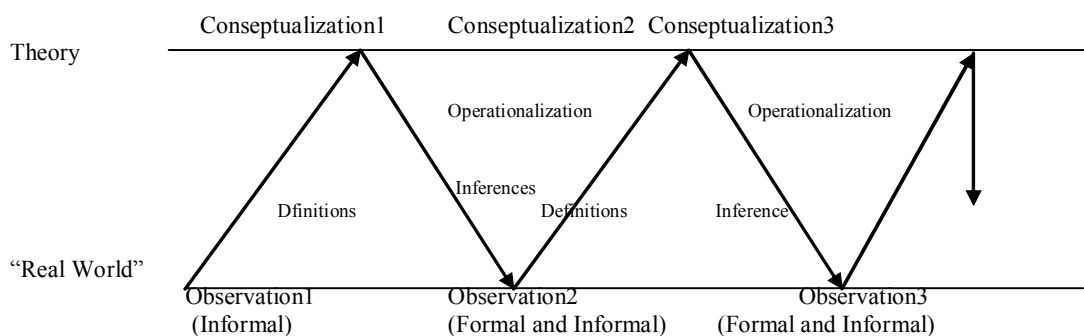 Conseptualization1 Conseptualization2 Conseptualization3
Theory
Operationalization Operationalization
Inferences
Dfinitions Definitions Inference
“Real World”
Observation1 Observation2 Observation3
(Informal) (Formal and Informal) (Formal and Informal)